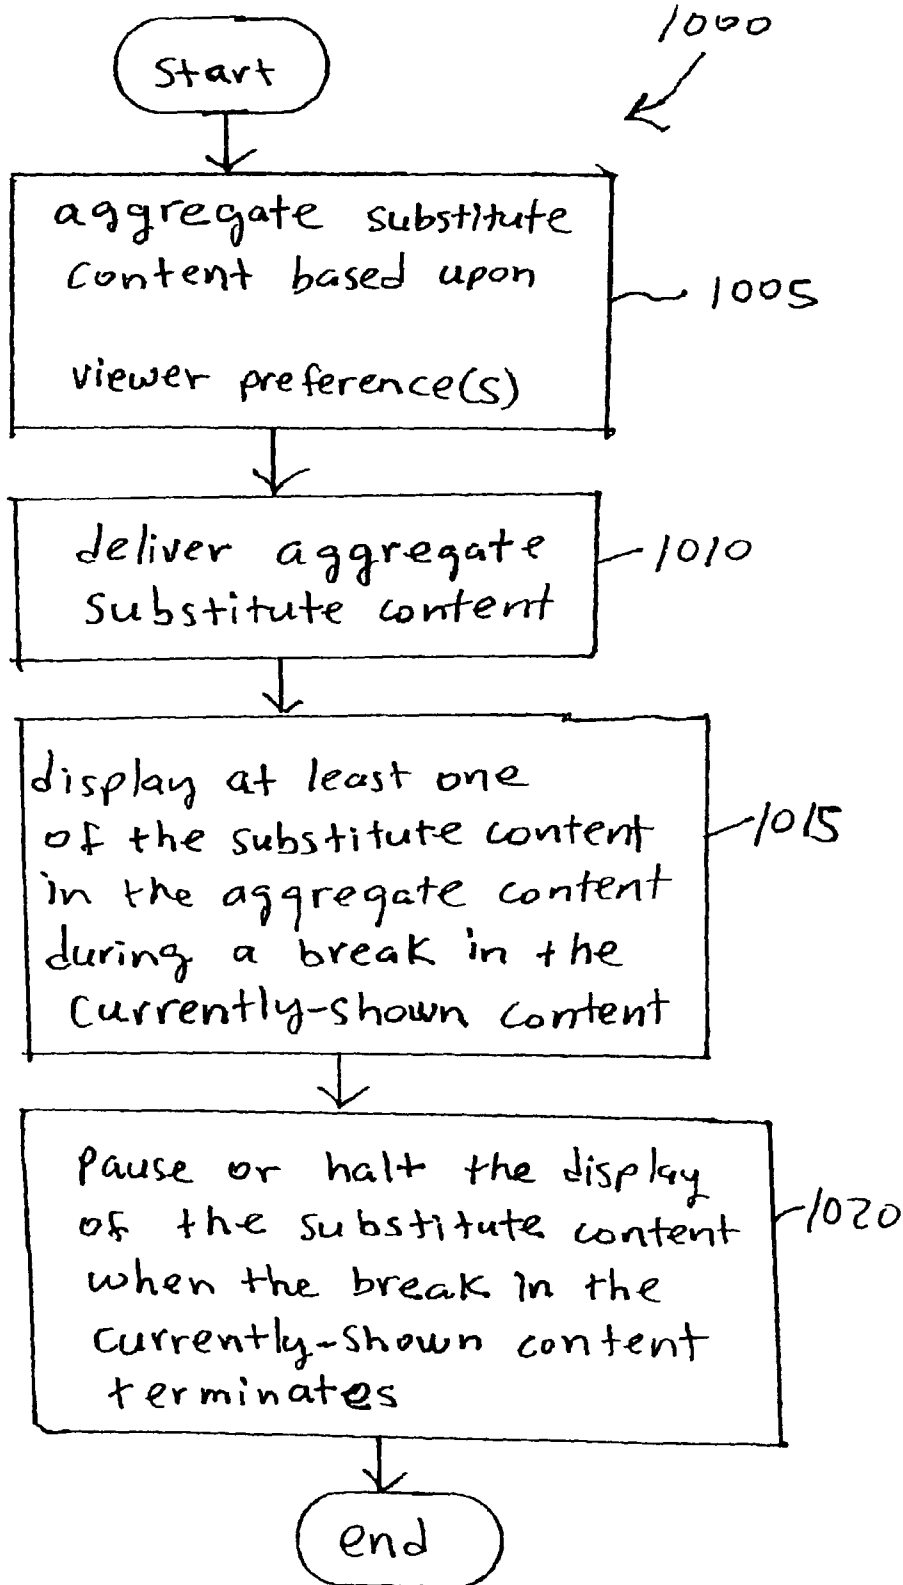 1000
Start
aggregate substitute
content based upon
viewer preference(s)
1005
deliver aggregate
substitute content
1010
display at least one
of the substitute content
in the aggregate content
during a break in the
currently-shown content
1015
Pause or halt the display
of the substitute content
when the break in the
currently-shown content
terminates
1020
end